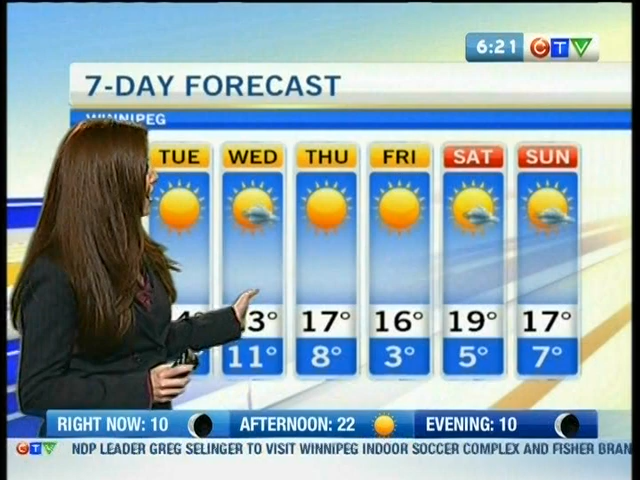 6:21 CTV
7-DAY FORECAST
WINNIPEG
TUE WED THU FRI SAT SUN
17° 16° 19° 17°
11° 8° 3° 5° 7°
RIGHT NOW: 10 AFTERNOON: 22 EVENING: 10
CTV NDP LEADER GREG SELINGER TO VISIT WINNIPEG INDOOR SOCCER COMPLEX AND FISHER BRAN